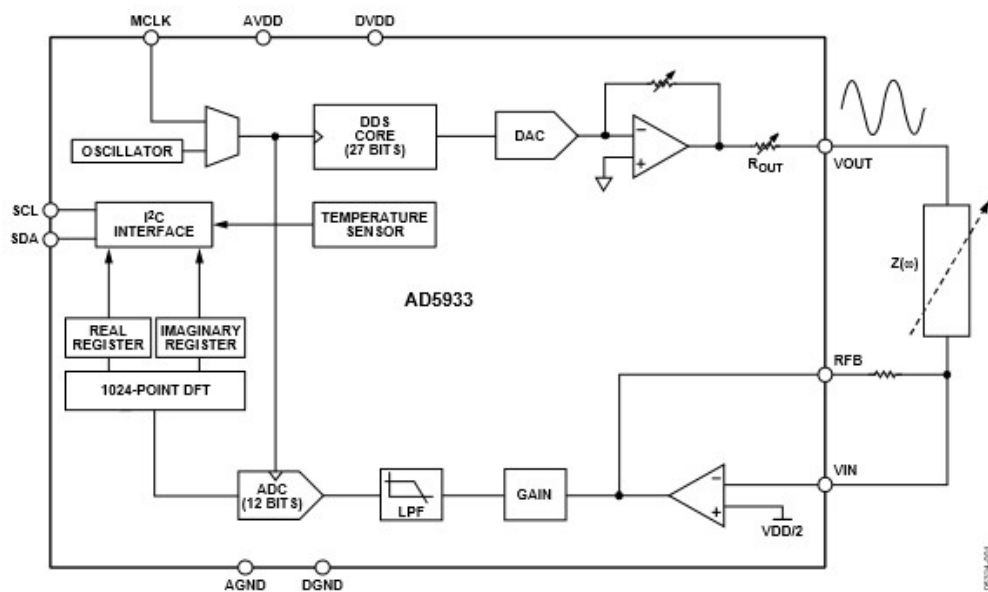 MCLK
AVDD
DVDD
OSCILLATOR
DDS
CORE
(27 BITS)
DAC
ROUT
VOUT
SCL
SDA
I2C
INTERFACE
TEMPERATURE
SENSOR
Z(ω)
AD5933
REAL
REGISTER
IMAGINARY
REGISTER
1024-POINT DFT
RFB
ADC
(12 BITS)
LPF
GAIN
VIN
VDD/2
AGND
DGND